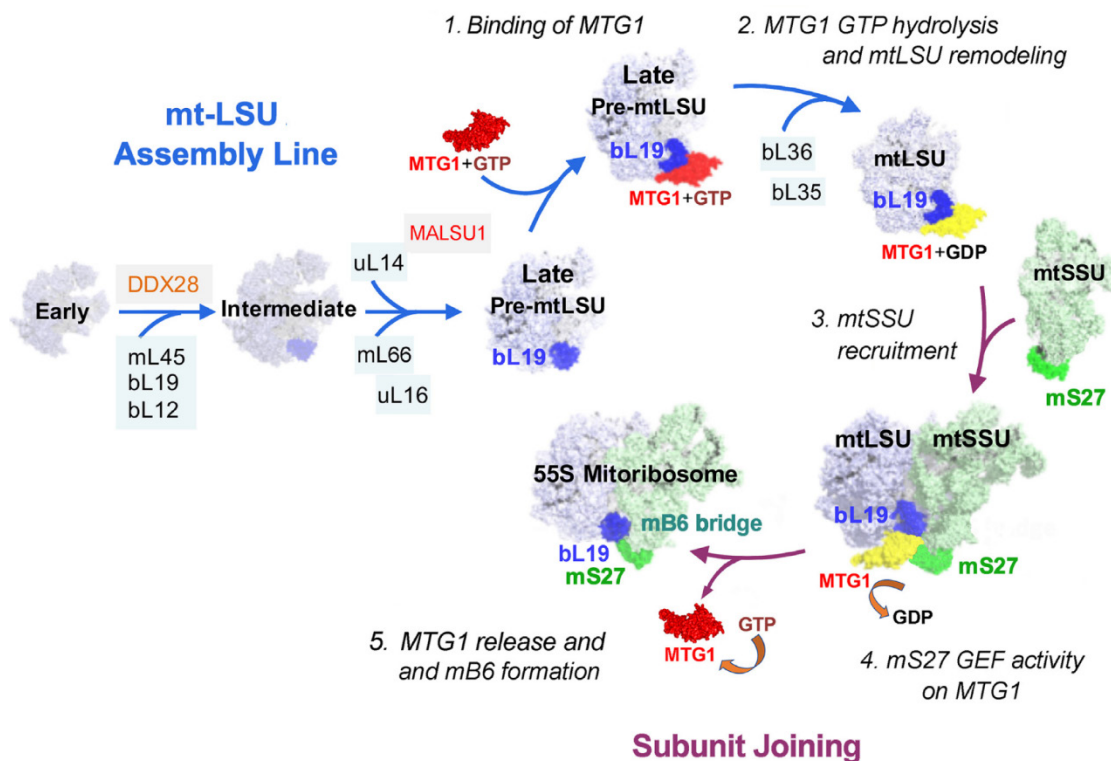 1. Binding of MTG1
2. MTG1 GTP hydrolysis
and mtLSU remodeling
mt-LSU
Assembly Line
MTG1+GTP
Late
Pre-mtLSU
bL19
MTG1+GTP
bL36
bL35
mtLSU
bL19
MTG1+GDP
mtSSU
mS27
Early
DDX28
mL45
bL19
bL12
Intermediate
uL14
MALSU1
mL66
uL16
Late
Pre-mtLSU
bL19
3. mtSSU
recruitment
mtLSU mtSSU
bL19
mS27
MTG1
GDP
4. mS27 GEF activity
on MTG1
55S Mitoribosome
mB6 bridge
bL19
mS27
MTG1
GTP
5. MTG1 release and
and mB6 formation
Subunit Joining